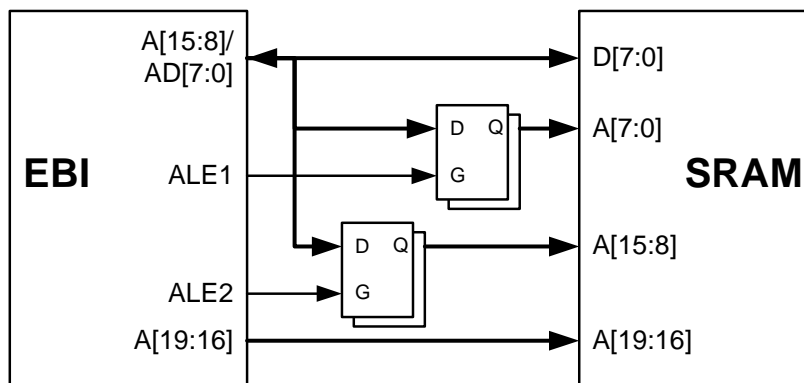 A[15:8]/
AD[7:0]
D[7:0]
D Q
A[7:0]
EBI
ALE1
G
SRAM
D Q
A[15:8]
ALE2
G
A[19:16]
A[19:16]